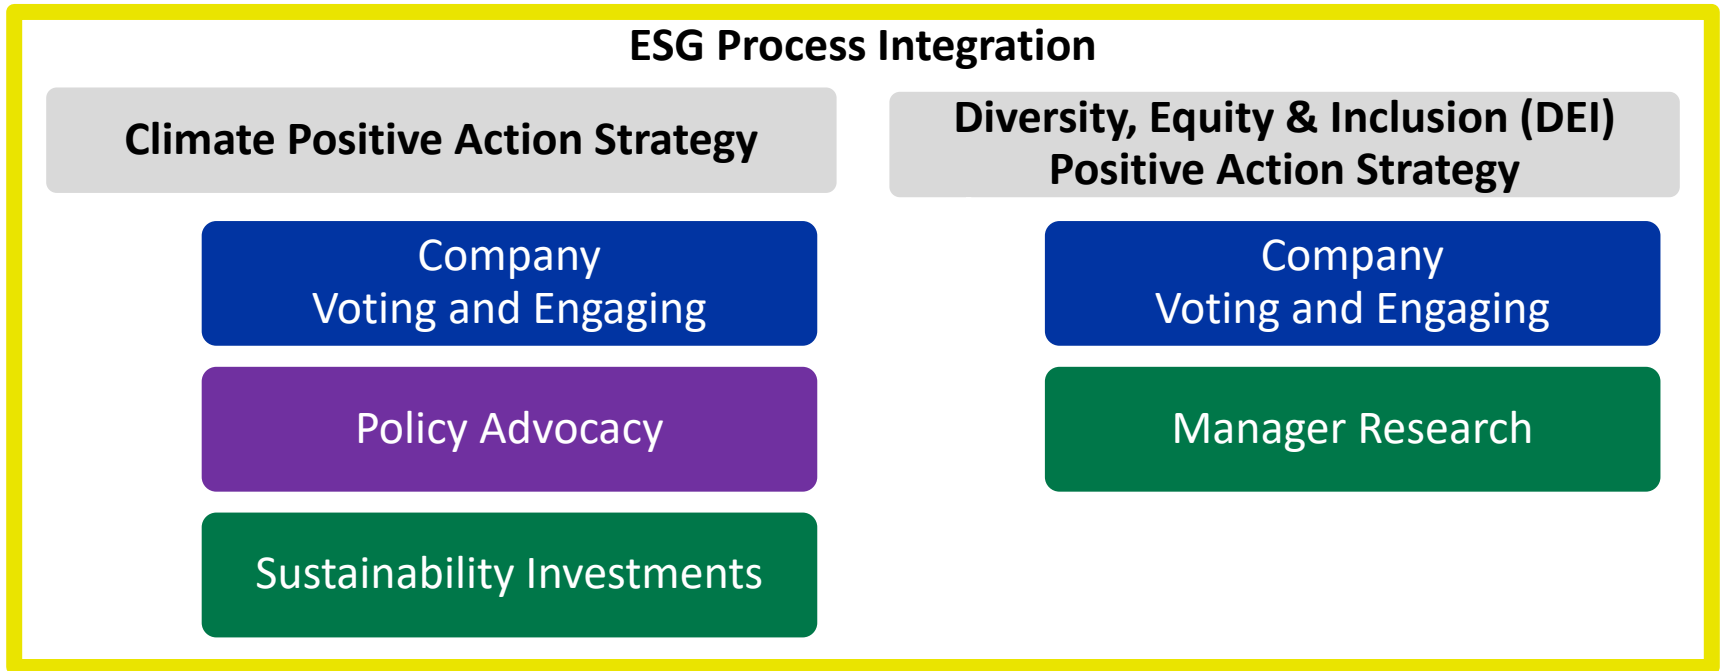 ESG Process Integration
Climate Positive Action Strategy
Company
Voting and Engaging
Policy Advocacy
Sustainability Investments
Diversity, Equity & Inclusion (DEI)
Positive Action Strategy
Company
Voting and Engaging
Manager Research